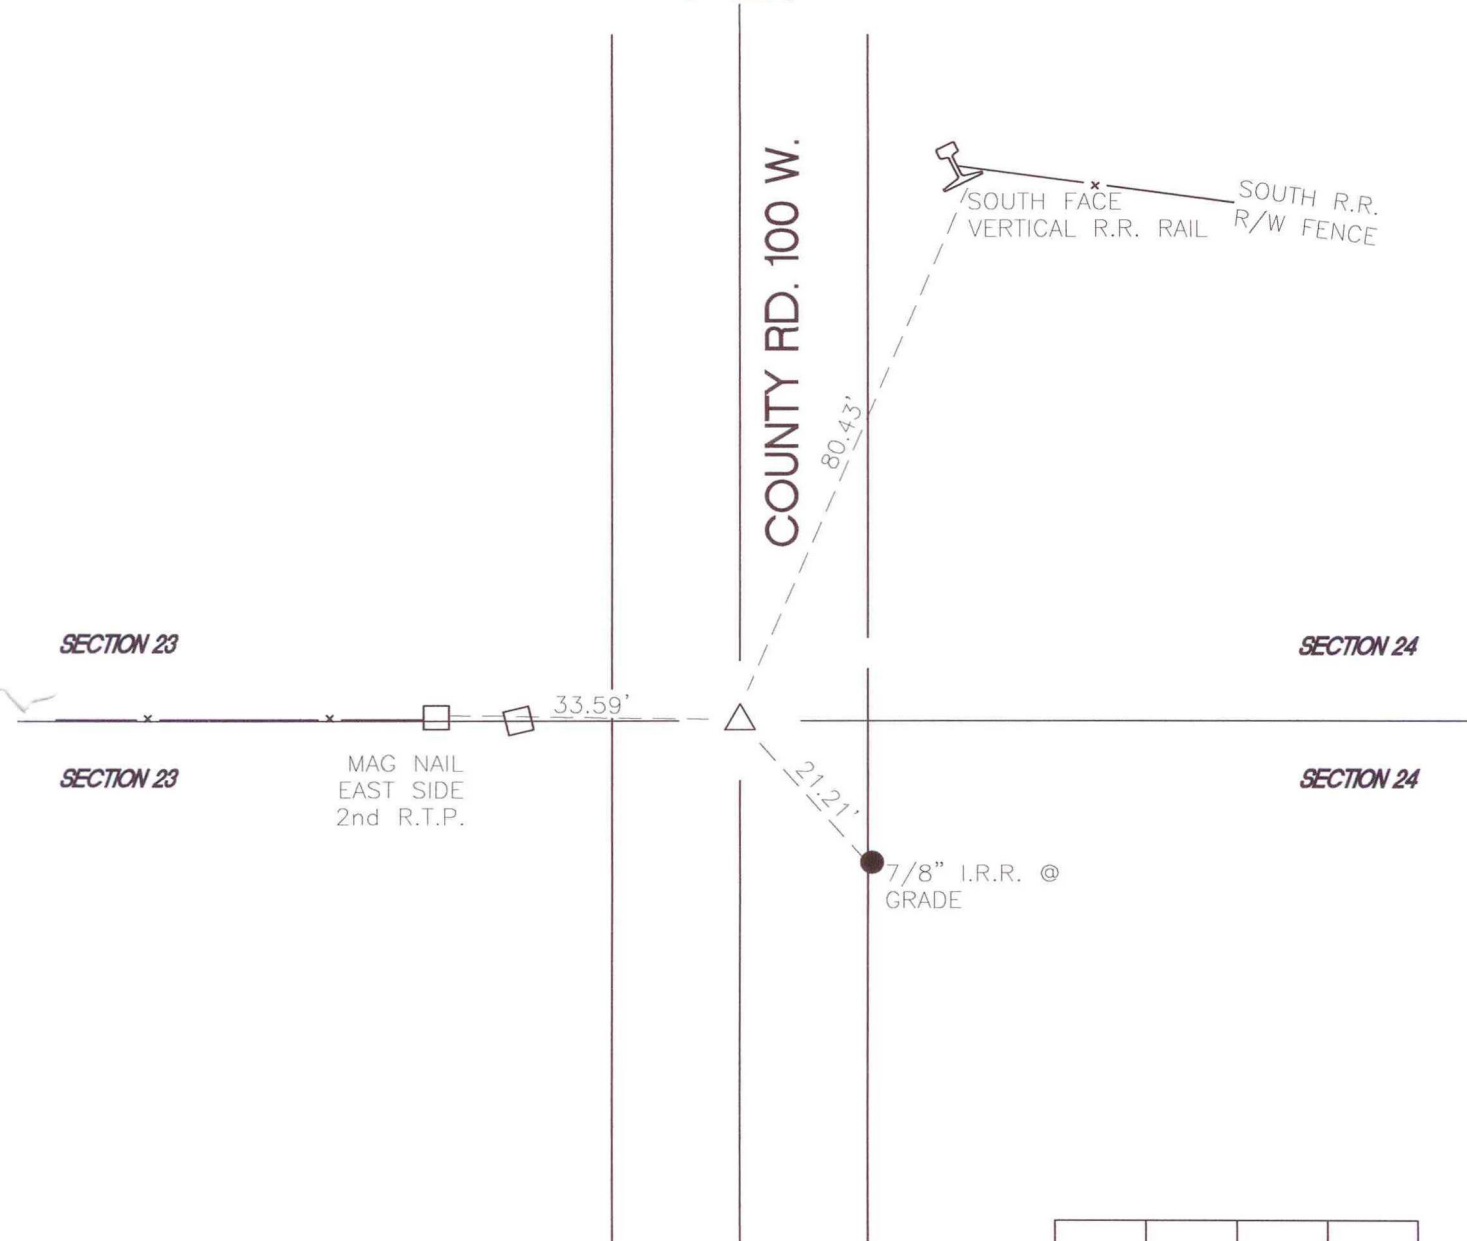 COUNTY RD. 100 W.
SOUTH FACE
VERTICAL R.R. RAIL
SOUTH R.R.
R/W FENCE
80.43'
SECTION 23
SECTION 24
33.59'
SECTION 23
SECTION 24
MAG NAIL
EAST SIDE
2nd R.T.P.
21.21'
7/8" I.R.R. @
GRADE